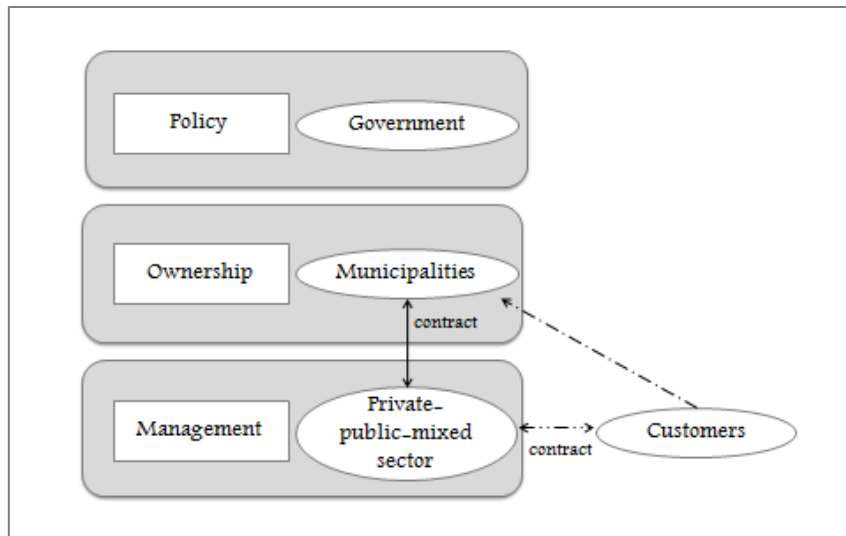 Policy
Government
Ownership
Municipalities
contract
Management
Private-
public-mixed
sector
contract
Customers